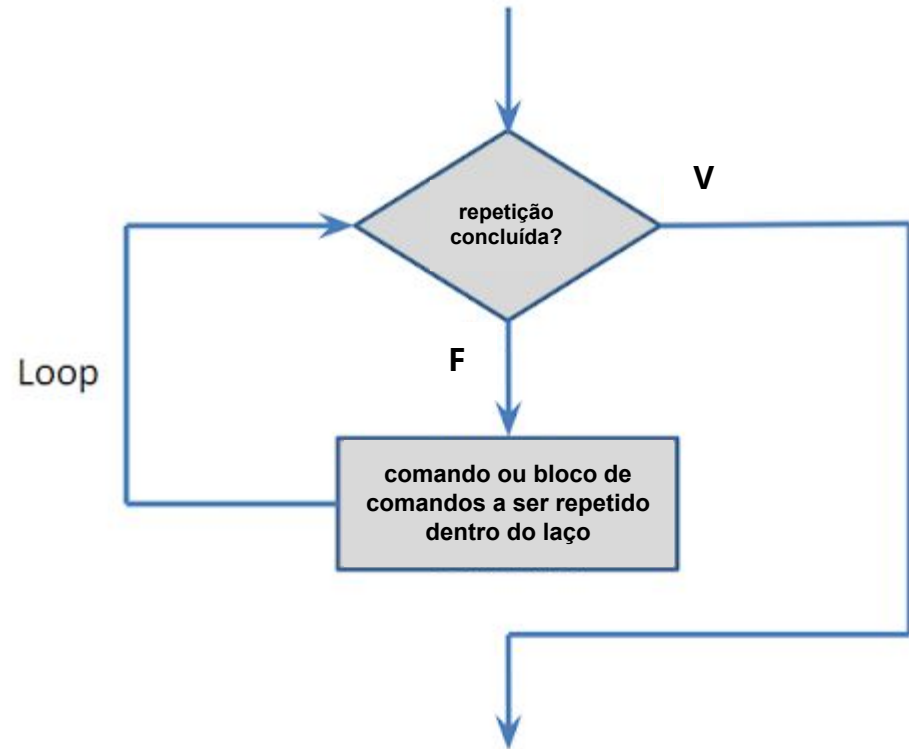 repetição
concluída?
V
F
Loop
comando ou bloco de
comandos a ser repetido
dentro do laço